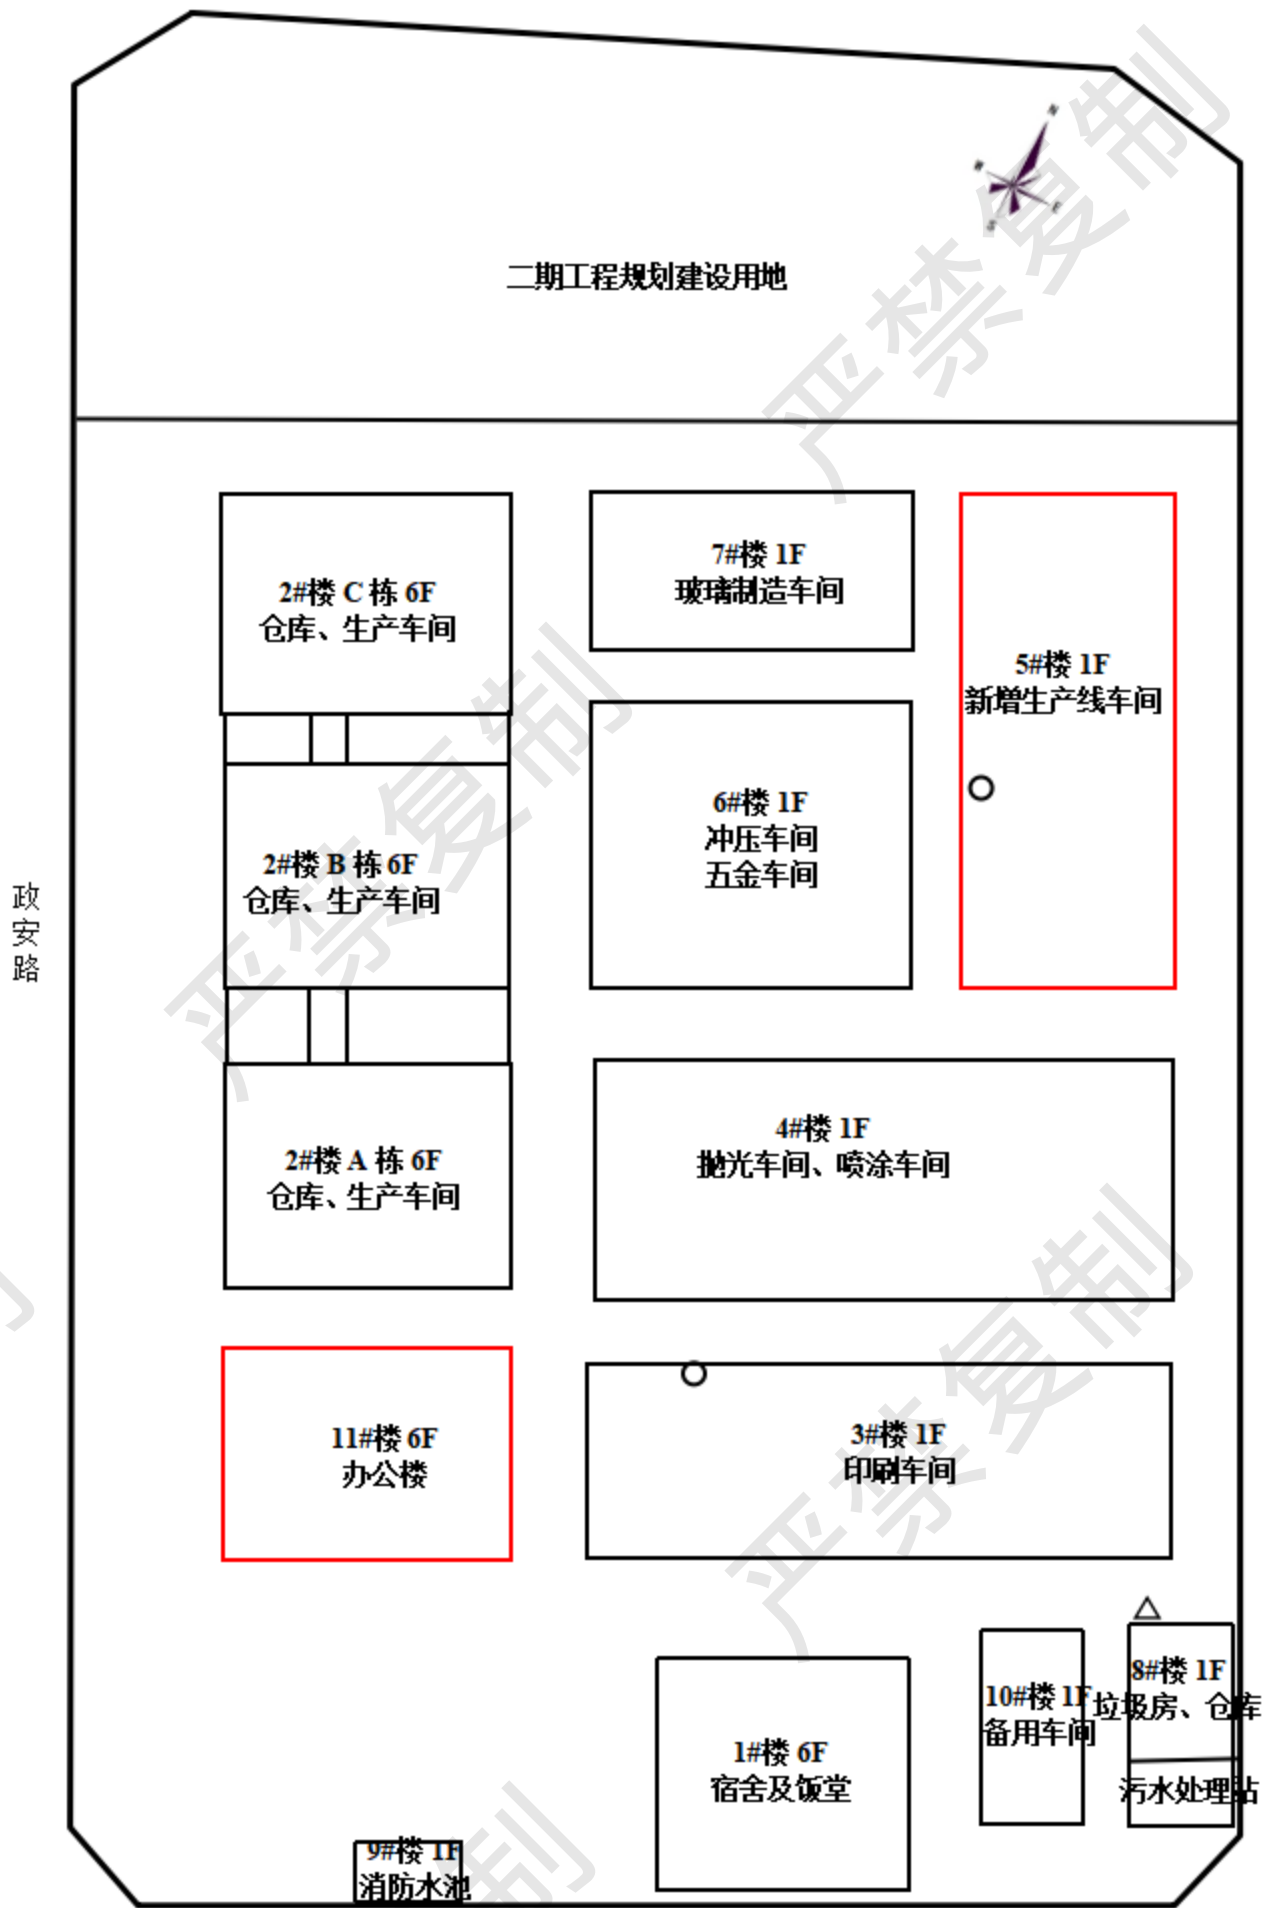 N
W
E
S
二期工程规划建设用地
2#楼 C 栋 6F
仓库、生产车间
7#楼 1F
玻璃制造车间
5#楼 1F
新增生产线车间
6#楼 1F
冲压车间
五金车间
2#楼 B 栋 6F
仓库、生产车间
政安路
4#楼 1F
抛光车间、喷涂车间
2#楼 A 栋 6F
仓库、生产车间
11#楼 6F
办公楼
3#楼 1F
印刷车间
8#楼 1F
垃圾房、仓库
10#楼 1F
备用车间
1#楼 6F
宿舍及饭堂
污水处理站
9#楼 1F
消防水池
严禁复制
严禁复制
严禁复制
制
制